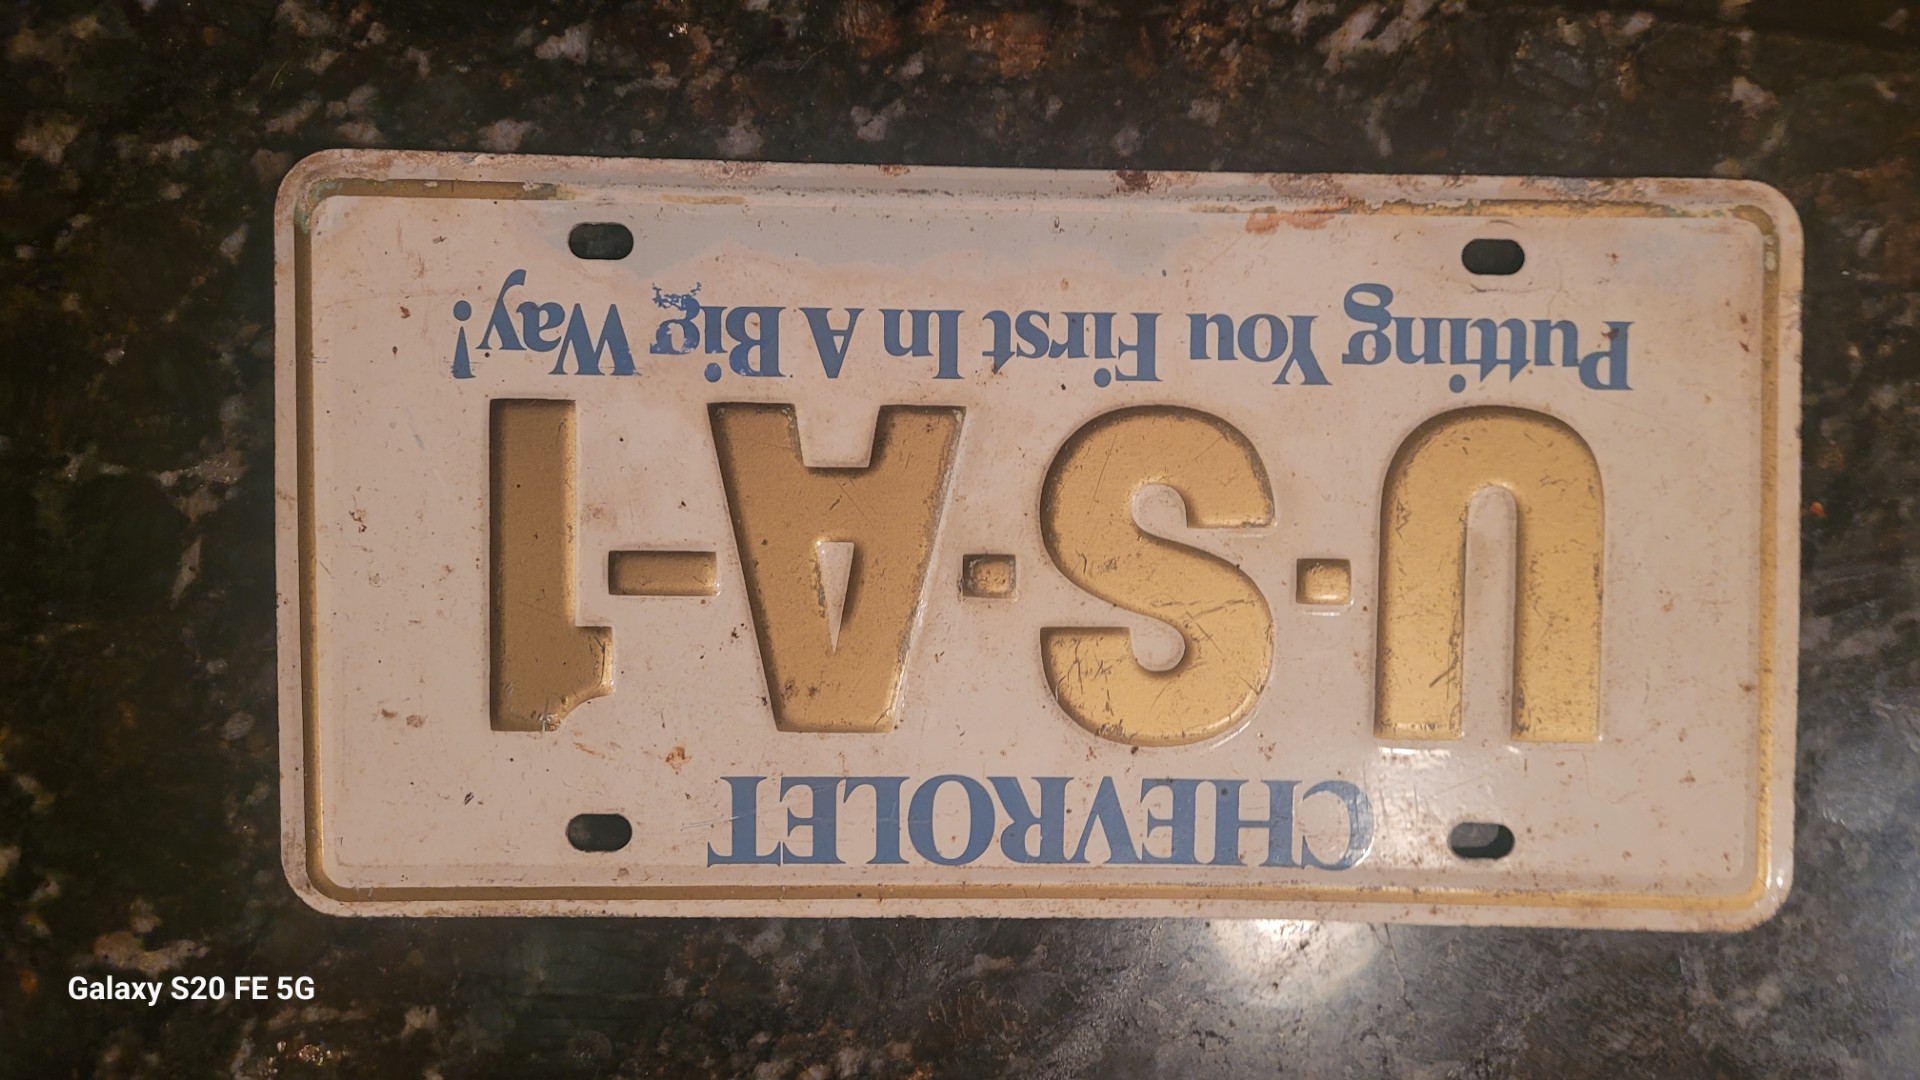 CHEVROLET
U·S·A-1
Putting You First In A Big Way!
Galaxy S20 FE 5G